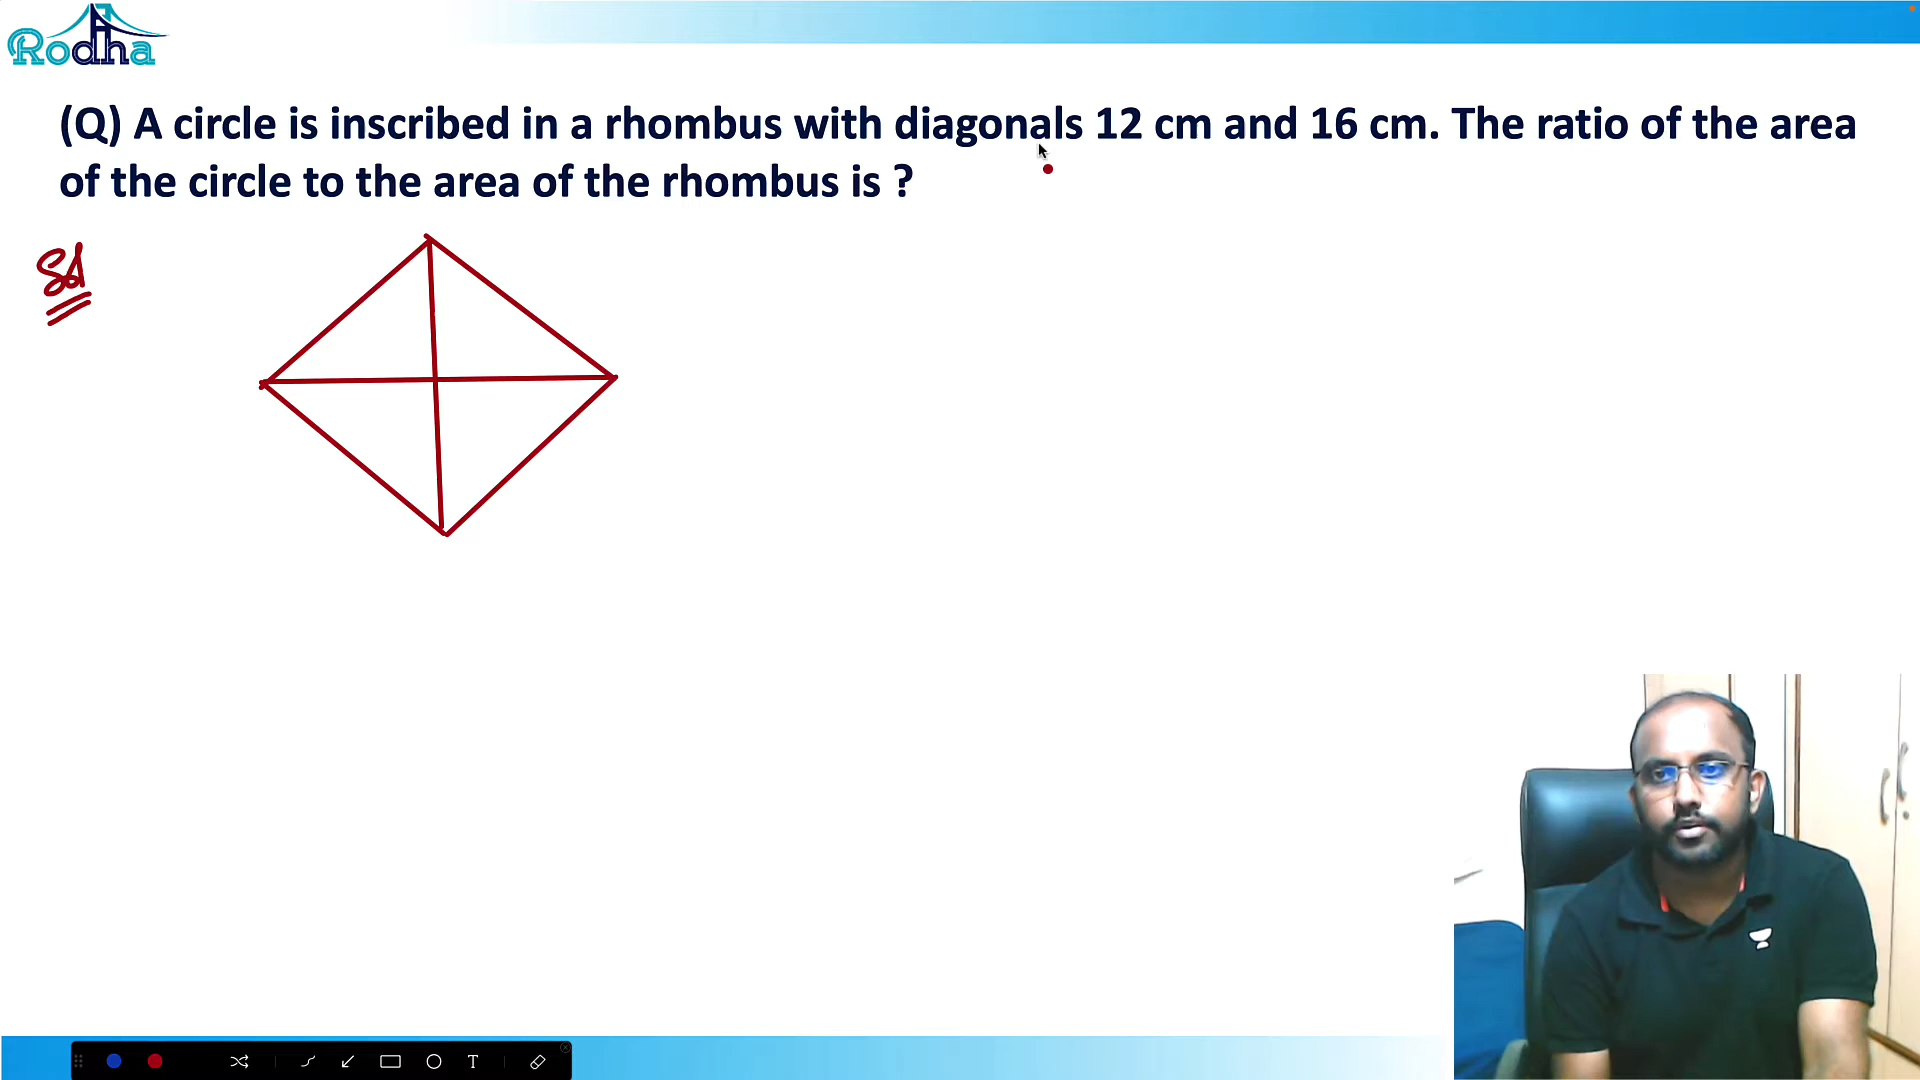 Rodha
(Q) A circle is inscribed in a rhombus with diagonals 12 cm and 16 cm. The ratio of the area
of the circle to the area of the rhombus is ?
Sol
T